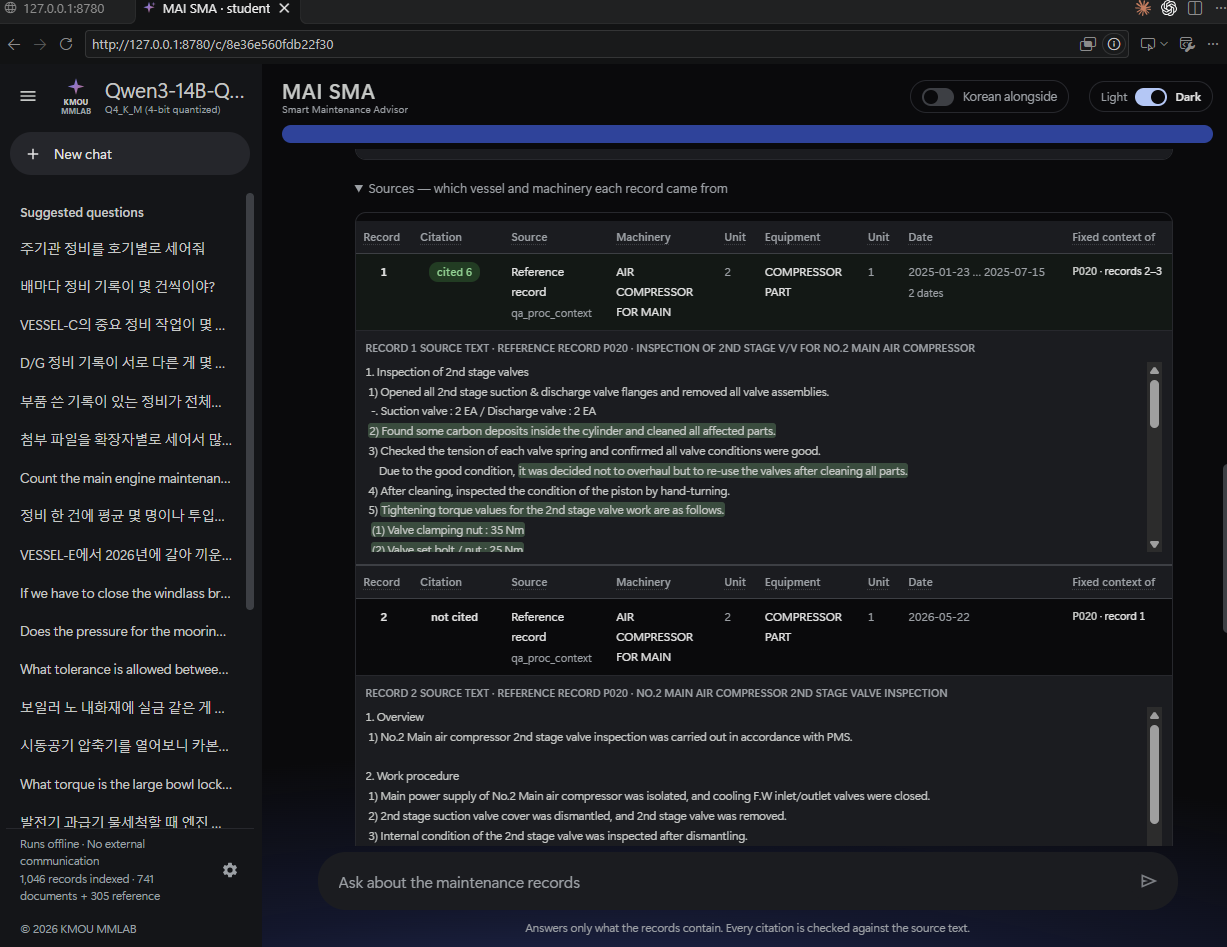 127.0.0.1:8780
MAI SMA · student
http://127.0.0.1:8780/c/8e36e560fdb22f30
KMOU
MMLAB
Qwen3-14B-Q...
Q4_K_M (4-bit quantized)
New chat
Suggested questions
주기관 정비를 호기별로 세어줘
배마다 정비 기록이 몇 건씩이야?
VESSEL-C의 중요 정비 작업이 몇 ...
D/G 정비 기록이 서로 다른 게 몇 ...
부품 쓴 기록이 있는 정비가 전체...
첨부 파일을 확장자별로 세어서 많...
Count the main engine maintenan...
정비 한 건에 평균 몇 명이나 투입...
VESSEL-E에서 2026년에 갈아 끼운...
If we have to close the windlass br...
Does the pressure for the moorin...
What tolerance is allowed betwee...
보일러 노 내화재에 실금 같은 게 ...
시동공기 압축기를 열어보니 카본...
What torque is the large bowl lock...
발전기 과급기 물세척할 때 엔진 ...
Runs offline · No external
communication
1,046 records indexed · 741
documents + 305 reference
© 2026 KMOU MMLAB
MAI SMA
Smart Maintenance Advisor
Korean alongside
Light
Dark
▼ Sources — which vessel and machinery each record came from
Record Citation Source Machinery Unit Equipment Unit Date Fixed context of
1 cited 6 Reference AIR 2 COMPRESSOR 1 2025-01-23 … 2025-07-15 P020 · records 2–3
record COMPRESSOR PART 2 dates
qa_proc_context FOR MAIN
RECORD 1 SOURCE TEXT · REFERENCE RECORD P020 · INSPECTION OF 2ND STAGE V/V FOR NO.2 MAIN AIR COMPRESSOR
1. Inspection of 2nd stage valves
1) Opened all 2nd stage suction & discharge valve flanges and removed all valve assemblies.
-. Suction valve : 2 EA / Discharge valve : 2 EA
2) Found some carbon deposits inside the cylinder and cleaned all affected parts.
3) Checked the tension of each valve spring and confirmed all valve conditions were good.
Due to the good condition, it was decided not to overhaul but to re-use the valves after cleaning all parts.
4) After cleaning, inspected the condition of the piston by hand-turning.
5) Tightening torque values for the 2nd stage valve work are as follows.
(1) Valve clamping nut : 35 Nm
(2) Valve set bolt / nut : 25 Nm
Record Citation Source Machinery Unit Equipment Unit Date Fixed context of
2 not cited Reference AIR 2 COMPRESSOR 1 2026-05-22 P020 · record 1
record COMPRESSOR PART
qa_proc_context FOR MAIN
RECORD 2 SOURCE TEXT · REFERENCE RECORD P020 · NO.2 MAIN AIR COMPRESSOR 2ND STAGE VALVE INSPECTION
1. Overview
1) No.2 Main air compressor 2nd stage valve inspection was carried out in accordance with PMS.
2. Work procedure
1) Main power supply of No.2 Main air compressor was isolated, and cooling F.W inlet/outlet valves were closed.
2) 2nd stage suction valve cover was dismantled, and 2nd stage valve was removed.
3) Internal condition of the 2nd stage valve was inspected after dismantling.
Ask about the maintenance records
Answers only what the records contain. Every citation is checked against the source text.